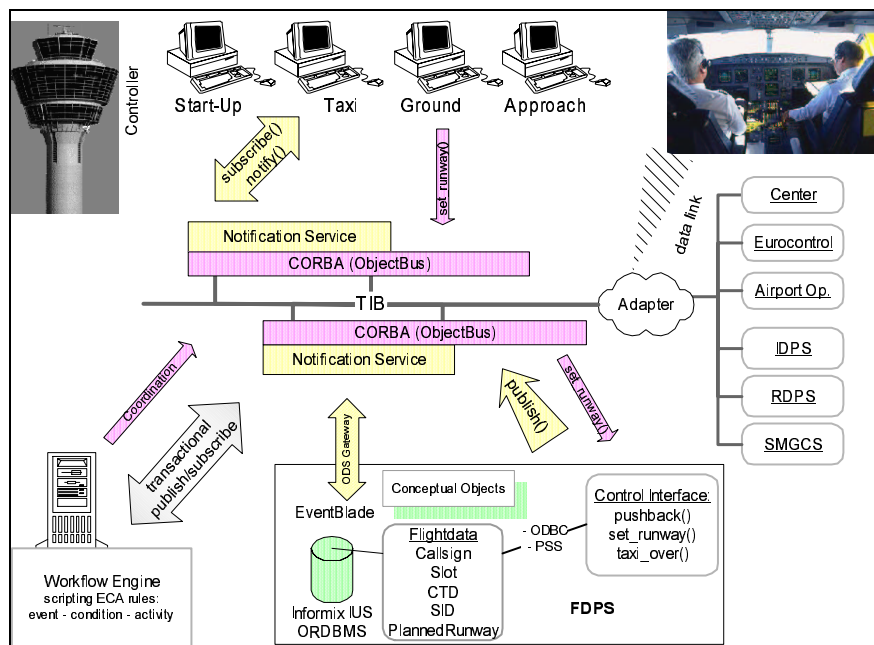 Controller
Start-Up
Taxi
Ground
Approach
subscribe()
notify()
set_runway()
data link
Center
Eurocontrol
Airport Op.
IDPS
RDPS
SMGCS
Notification Service
CORBA (ObjectBus)
TIB
Adapter
CORBA (ObjectBus)
Notification Service
Coordination
transactional
publish/subscribe
ODS Gateway
publish()
set_runway()
Workflow Engine
scripting ECA rules:
event - condition - activity
EventBlade
Conceptual Objects
Informix IUS
ORDBMS
Flightdata
Callsign
Slot
CTD
SID
PlannedRunway
- ODBC
- PSS
Control Interface:
pushback()
set_runway()
taxi_over()
FDPS